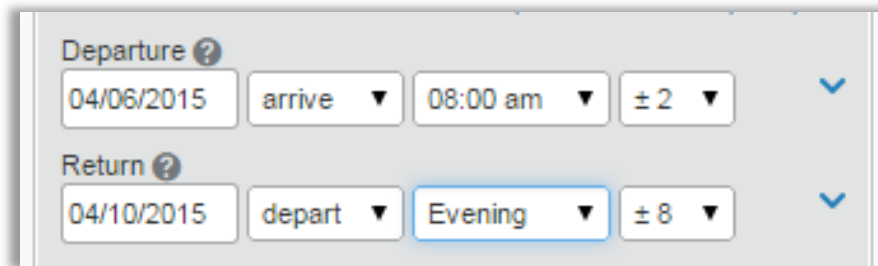 Departure ?
04/06/2015 arrive ▼ 08:00 am ▼ ± 2 ▼
Return ?
04/10/2015 depart ▼ Evening ▼ ± 8 ▼